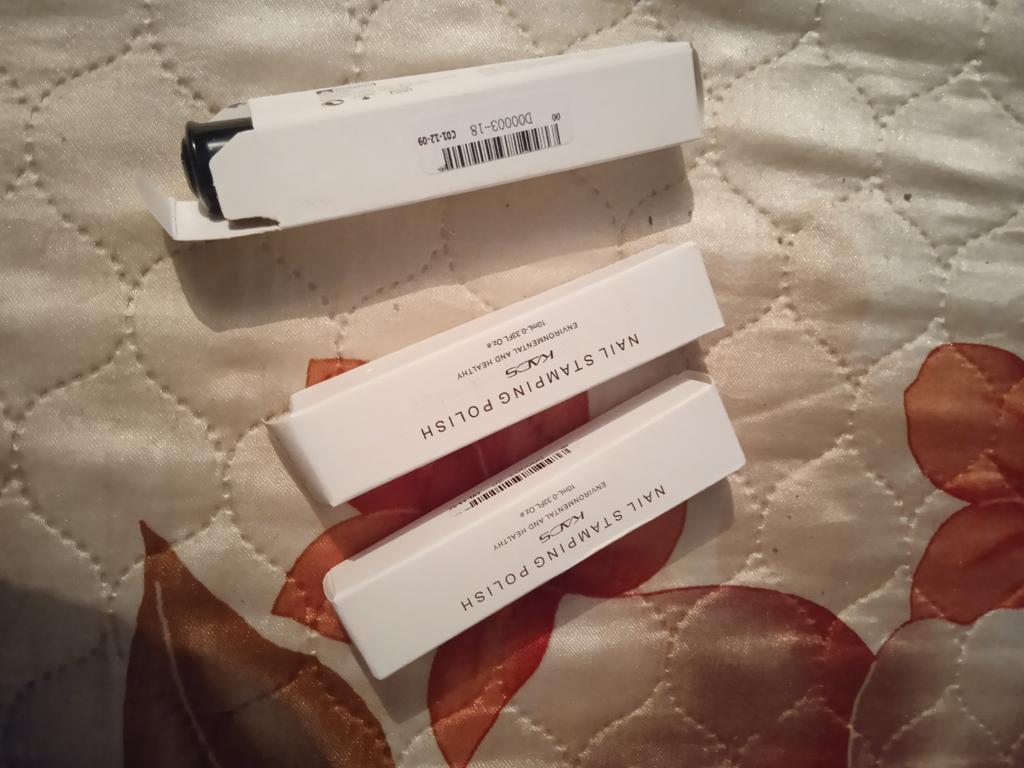 00
D00003-18
C01-12-09
NAIL STAMPING POLISH
KADS
ENVIRONMENTAL AND HEALTHY
10mL-0.33FL.Oz.e
NAIL STAMPING POLISH
KADS
ENVIRONMENTAL AND HEALTHY
10mL-0.33FL.Oz.e